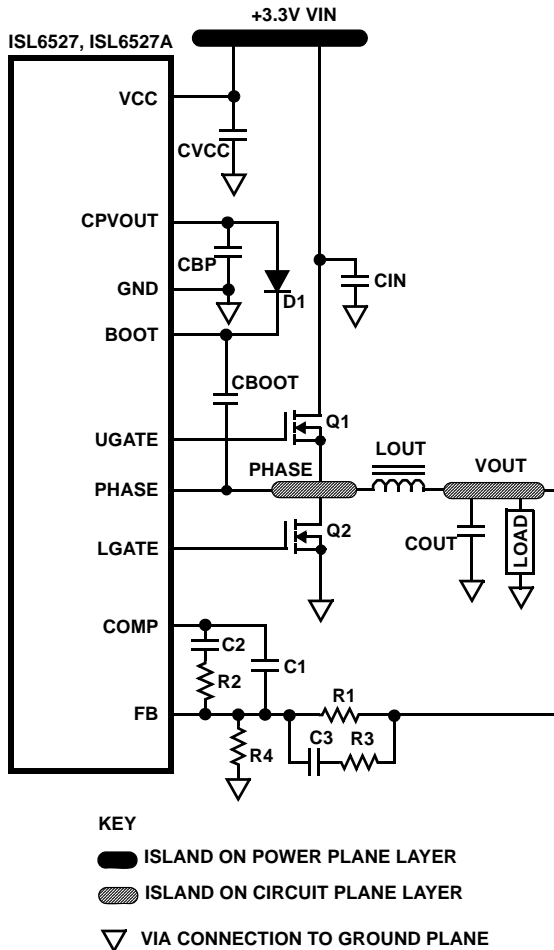 +3.3V VIN
ISL6527, ISL6527A
VCC
CVCC
CPVOUT
CBP
GND
D1
CIN
BOOT
CBOOT
Q1
UGATE
LOUT
PHASE
VOUT
PHASE
Q2
LGATE
COUT
LOAD
COMP
C2
C1
R2
R1
FB
C3
R3
R4
KEY
ISLAND ON POWER PLANE LAYER
ISLAND ON CIRCUIT PLANE LAYER
VIA CONNECTION TO GROUND PLANE